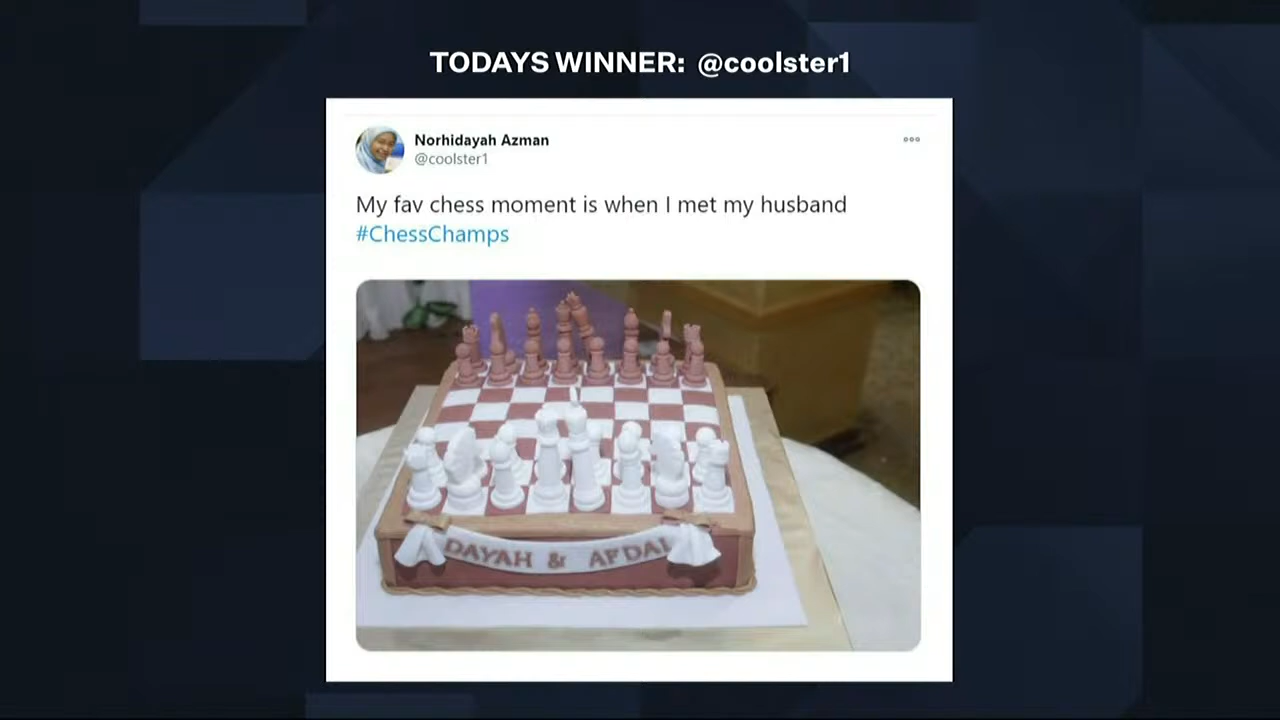 TODAYS WINNER: @coolster1
Norhidayah Azman
@coolster1
My fav chess moment is when I met my husband
#ChessChamps
DAYAH & AFDAL